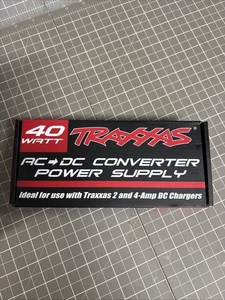 40
WATT
TRAXXAS
AC➡DC CONVERTER
POWER SUPPLY
Ideal for use with Traxxas 2 and 4-Amp DC Chargers